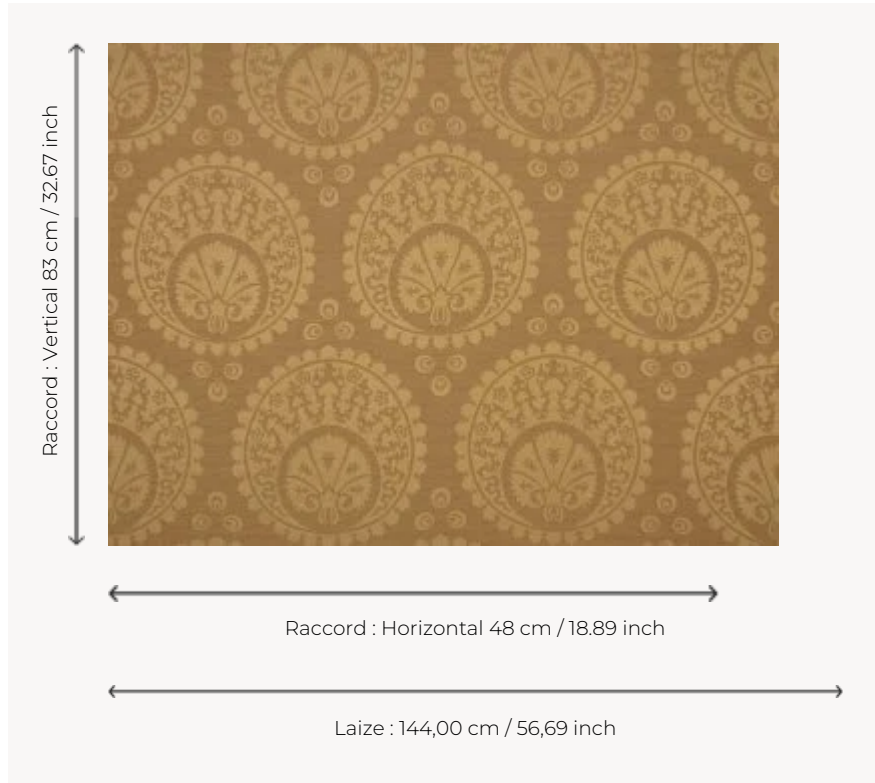 Raccord : Vertical 83 cm / 32.67 inch
Raccord : Horizontal 48 cm / 18.89 inch
Laize : 144,00 cm / 56,69 inch